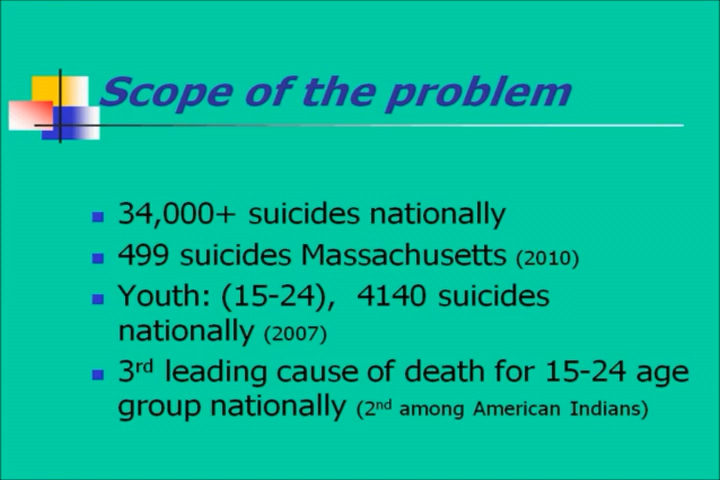 Scope of the problem
34,000+ suicides nationally
499 suicides Massachusetts (2010)
Youth: (15-24),  4140 suicides
nationally (2007)
3rd leading cause of death for 15-24 age
group nationally (2nd among American Indians)